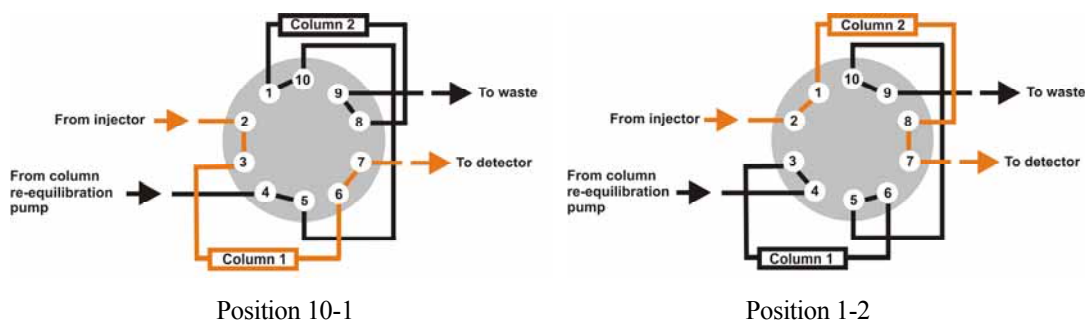 Column 2
1
10
9
To waste
From injector
2
8
3
7
To detector
From column
re-equilibration
pump
4
5
6
Column 1
Position 10-1
Column 2
10
1
9
To waste
From injector
2
8
3
7
To detector
From column
re-equilibration
pump
4
5
6
Column 1
Position 1-2